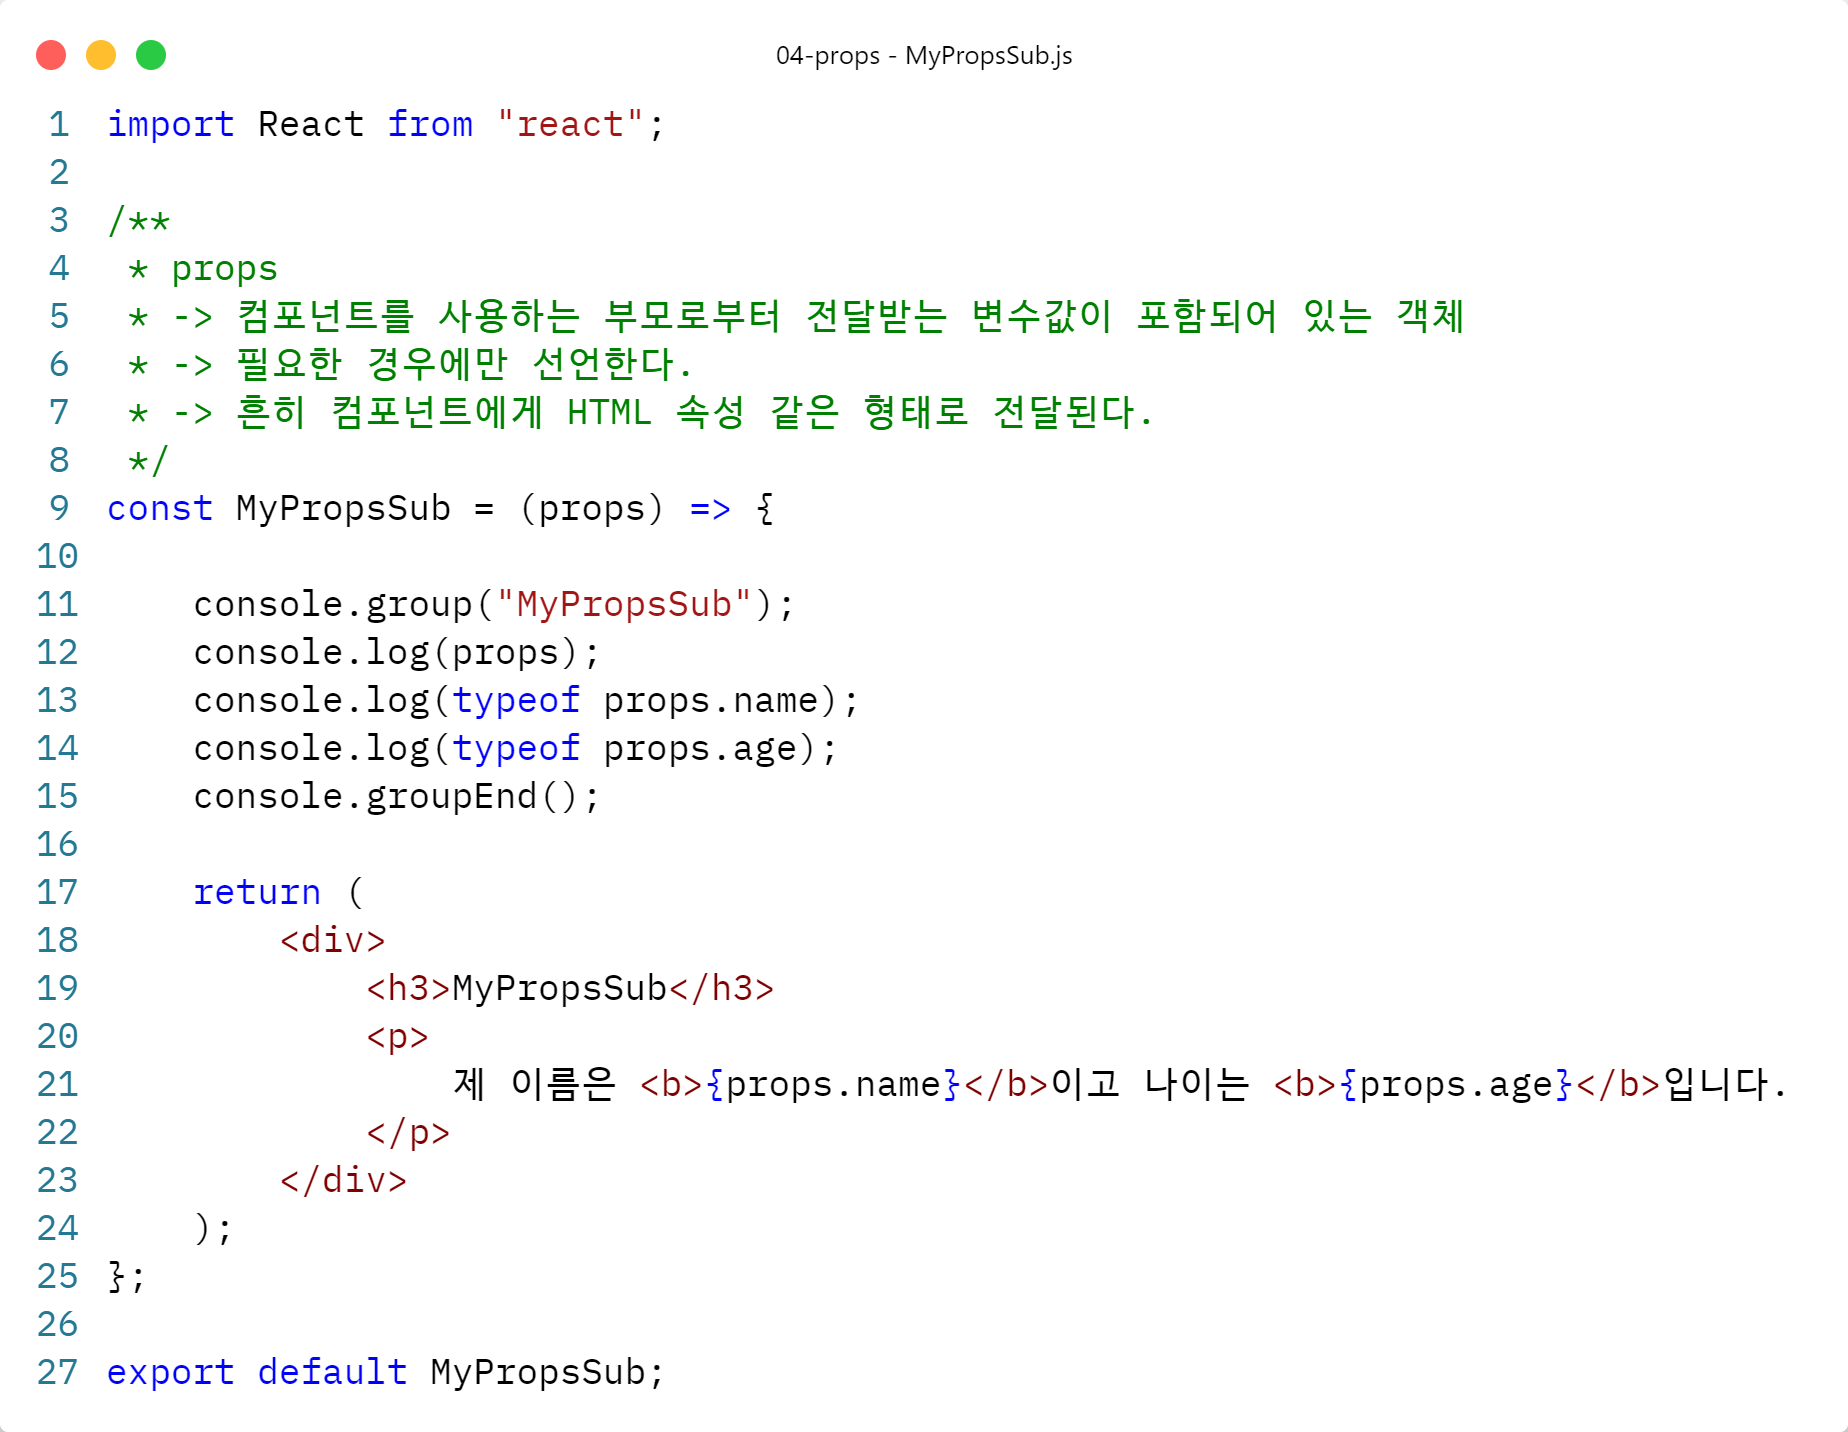 04-props - MyPropsSub.js
1 import React from "react";
2
3 /**
4  * props
5  * -> 컴포넌트를 사용하는 부모로부터 전달받는 변수값이 포함되어 있는 객체
6  * -> 필요한 경우에만 선언한다.
7  * -> 흔히 컴포넌트에게 HTML 속성 같은 형태로 전달된다.
8  */
9 const MyPropsSub = (props) => {
10
11     console.group("MyPropsSub");
12     console.log(props);
13     console.log(typeof props.name);
14     console.log(typeof props.age);
15     console.groupEnd();
16
17     return (
18         <div>
19             <h3>MyPropsSub</h3>
20             <p>
21                 제 이름은 <b>{props.name}</b>이고 나이는 <b>{props.age}</b>입니다.
22             </p>
23         </div>
24     );
25 };
26
27 export default MyPropsSub;